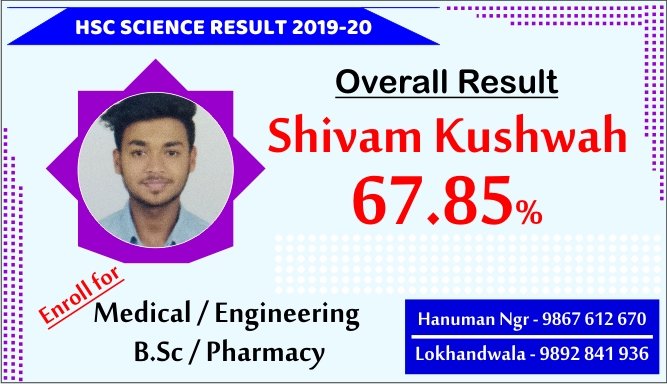 HSC SCIENCE RESULT 2019-20
Overall Result
Shivam Kushwah
67.85%
Enroll for
Medical / Engineering
B.Sc / Pharmacy
Hanuman Ngr - 9867 612 670
Lokhandwala - 9892 841 936